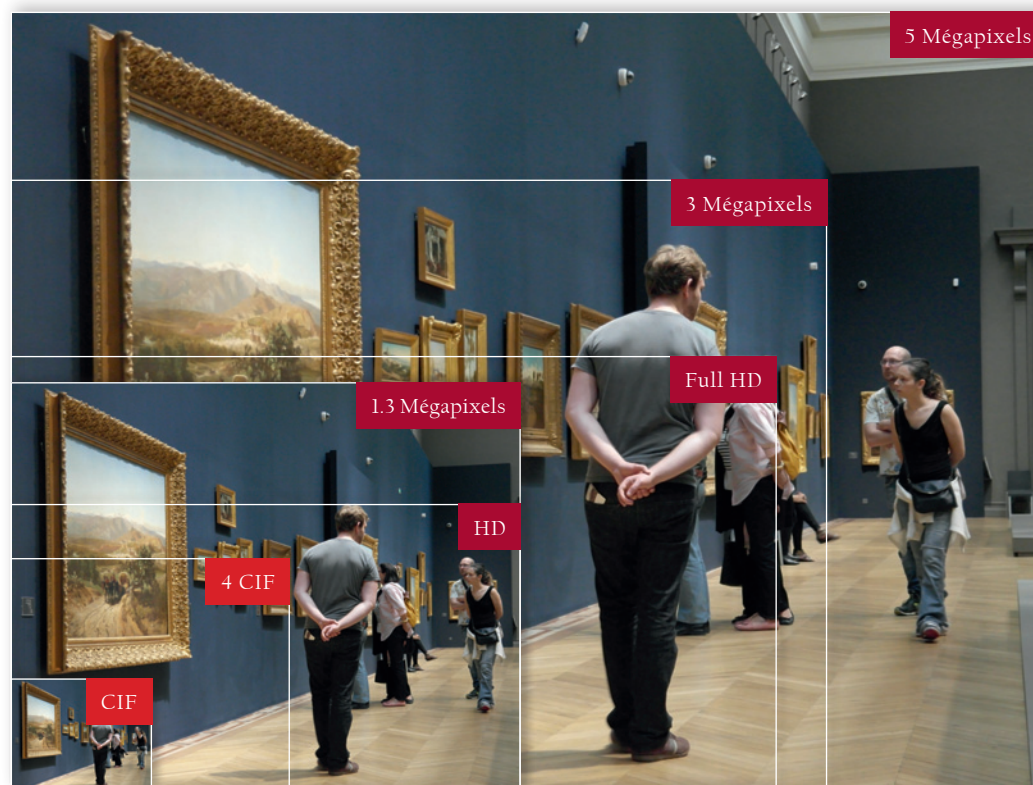 5 Mégapixels
3 Mégapixels
Full HD
1.3 Mégapixels
HD
4 CIF
CIF